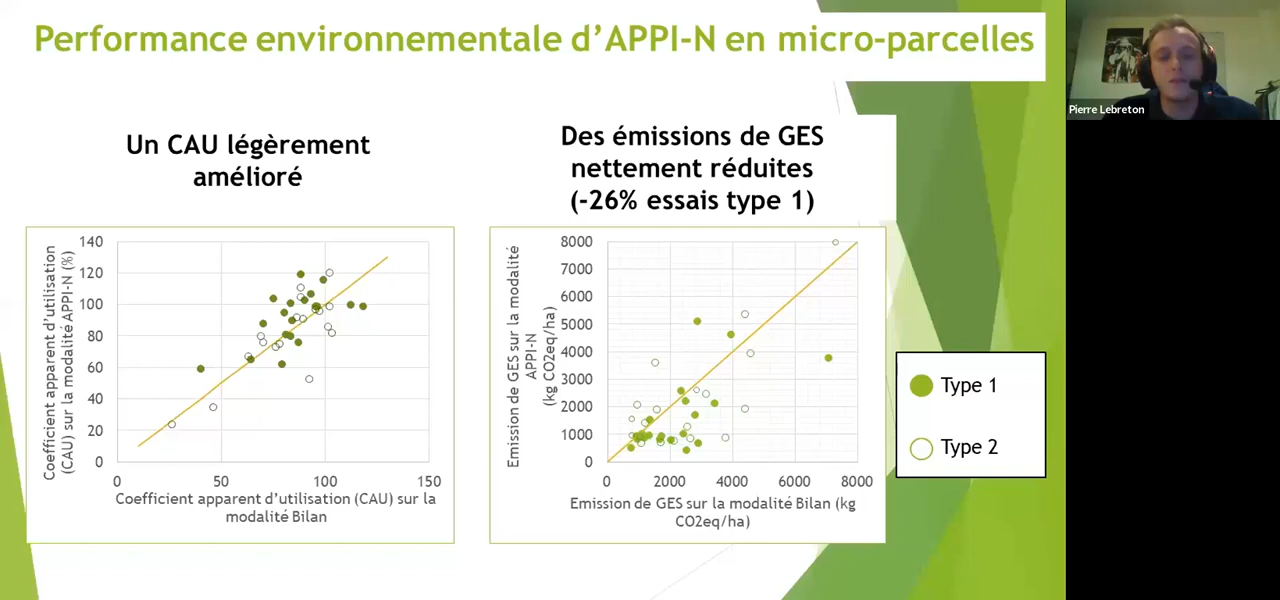 Performance environnementale d’APPI-N en micro-parcelles
Pierre Lebreton
Un CAU légèrement
amélioré
Des émissions de GES
nettement réduites
(-26% essais type 1)
Coefficient apparent d’utilisation
(CAU) sur la modalité APPI-N (%)
140
120
100
80
60
40
20
0
0
50
100
150
Coefficient apparent d’utilisation (CAU) sur la
modalité Bilan
Emission de GES sur la modalité
APPI-N
(kg CO2eq/ha)
8000
7000
6000
5000
4000
3000
2000
1000
0
0
2000
4000
6000
8000
Emission de GES sur la modalité Bilan (kg
CO2eq/ha)
Type 1
Type 2